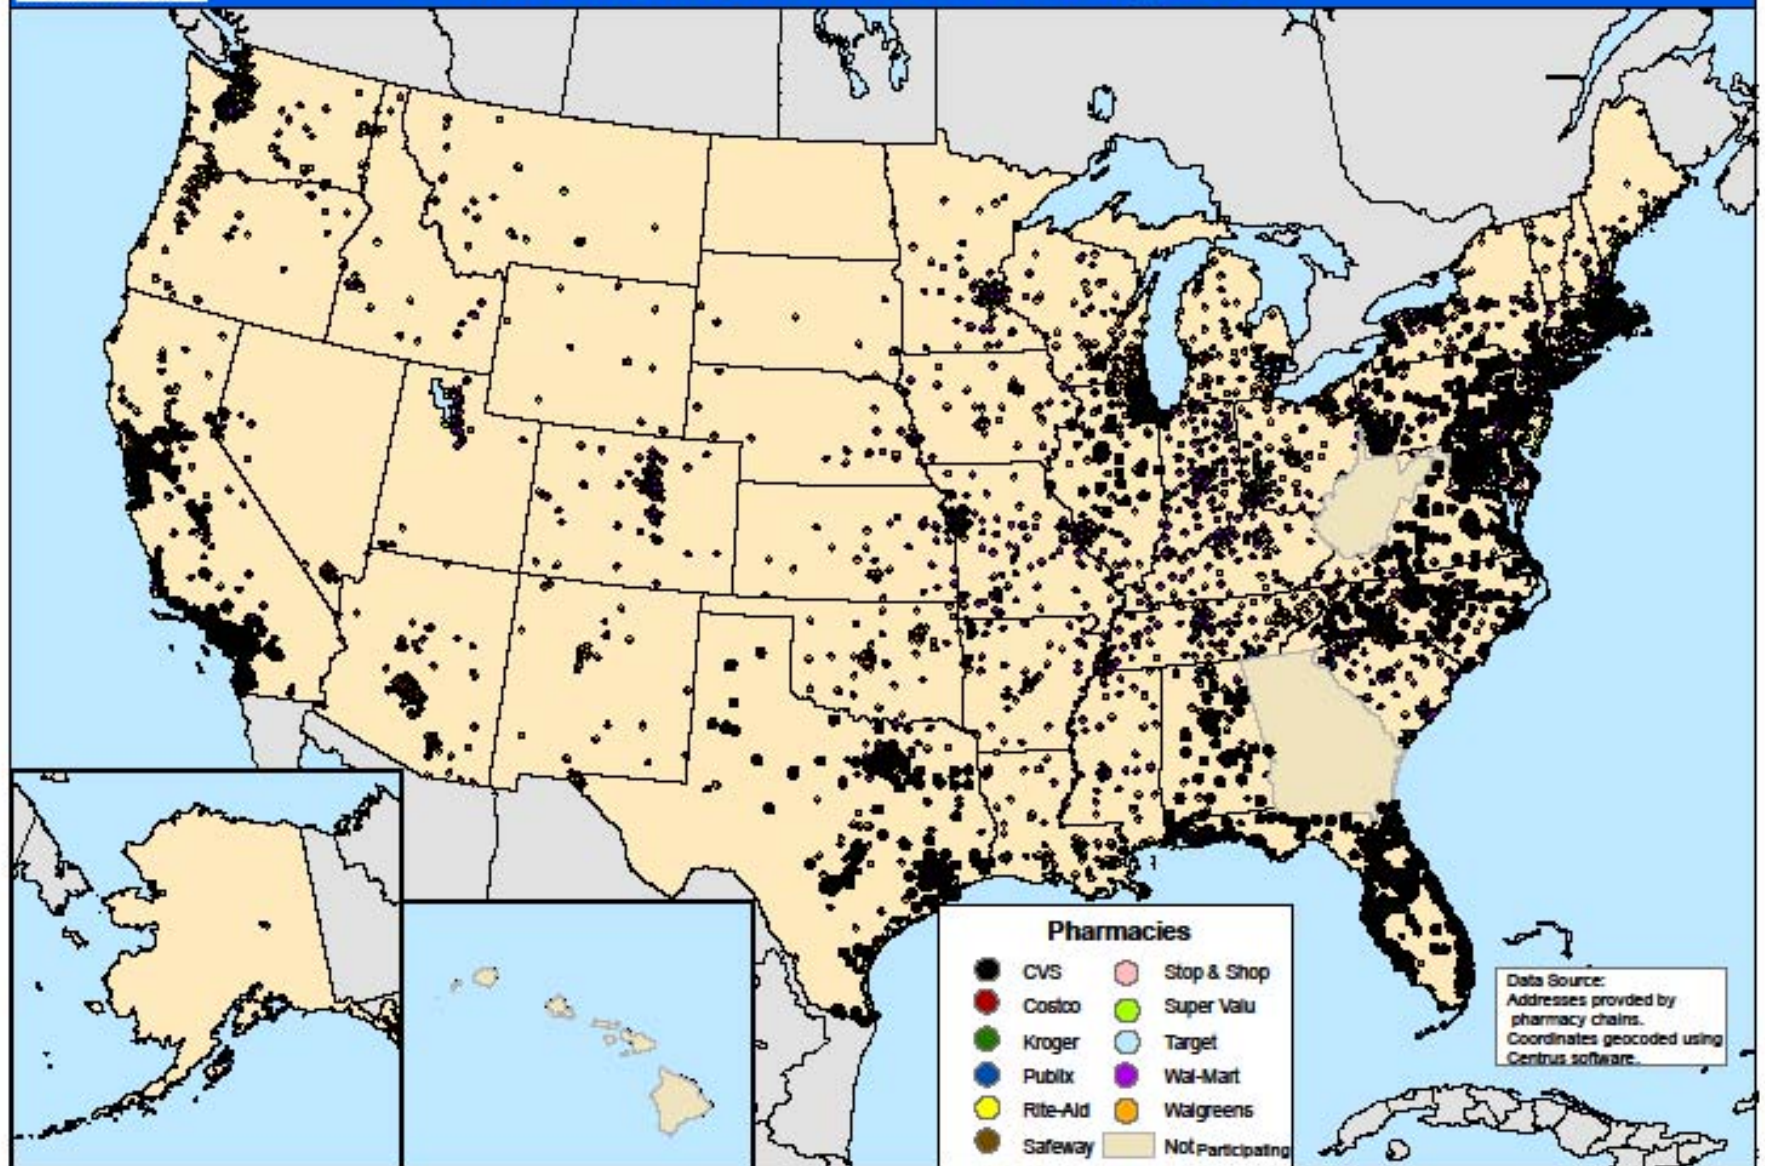 Pharmacies
CVS
Costco
Kroger
Publix
Rite-Aid
Safeway
Stop & Shop
Super Valu
Target
Wal-Mart
Walgreens
Not Participating
Data Source:
Addresses provded by
pharmacy chains.
Coordinates geocoded using
Centrus software.